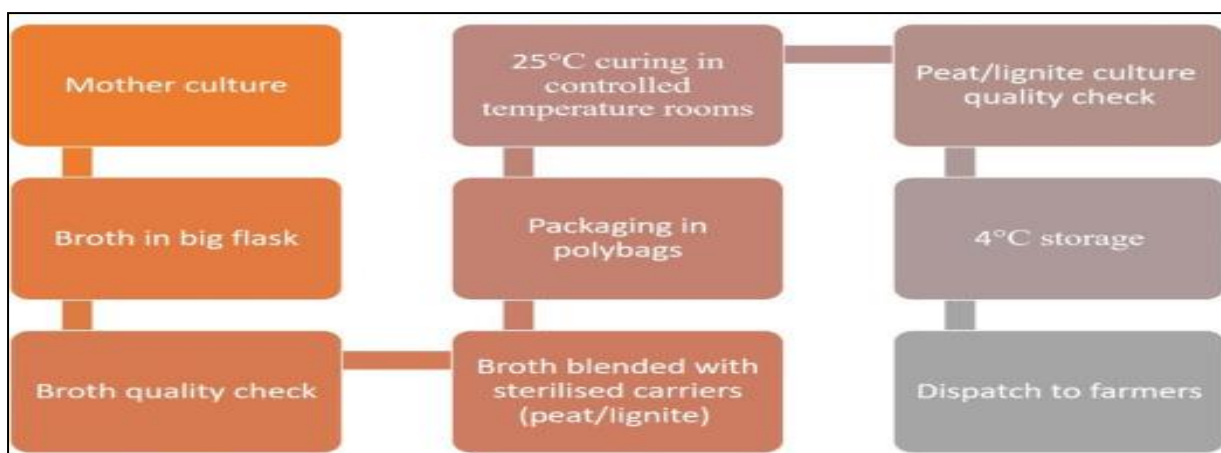 Mother culture
Broth in big flask
Broth quality check
Broth blended with
sterilised carriers
(peat/lignite)
Packaging in
polybags
25°C curing in
controlled
temperature rooms
Peat/lignite culture
quality check
4°C storage
Dispatch to farmers